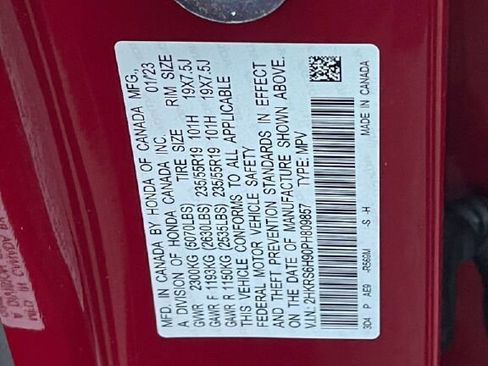 MFD. IN CANADA BY HONDA OF CANADA MFG.,
A DIVISION OF HONDA CANADA INC. 01/23
TIRE SIZE RIM SIZE
GVWR 2300KG (5070LBS)
GAWR F 1193KG (2630LBS) 235/55R19 101H 19X7.5J
GAWR R 1150KG (2535LBS) 235/55R19 101H 19X7.5J
THIS VEHICLE CONFORMS TO ALL APPLICABLE
FEDERAL MOTOR VEHICLE SAFETY
AND THEFT PREVENTION STANDARDS IN EFFECT
ON THE DATE OF MANUFACTURE SHOWN ABOVE.
V.I.N.: 2HKRS6H90PH809857 TYPE: MPV
3D4 P AE9 -R569M -S -H MADE IN CANADA